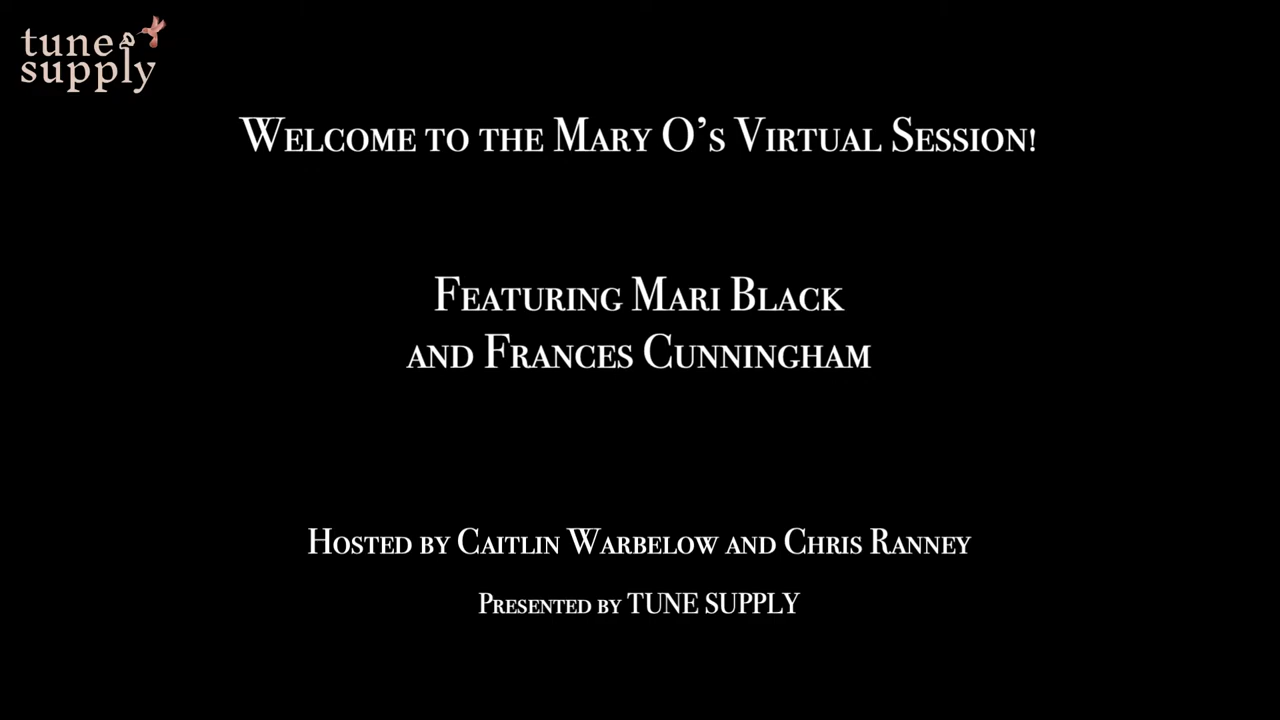 tune
supply
Welcome to the Mary O's Virtual Session!
Featuring Mari Black
and Frances Cunningham
Hosted by Caitlin Warbelow and Chris Ranney
Presented by TUNE SUPPLY